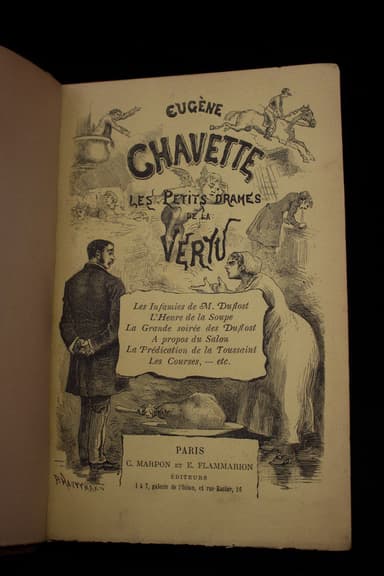 EUGÈNE
CHAVETTE
LES PETITS DRAMES
DE LA
VERTU
Les Infamies de M. Duflost
L'Heure de la Soupe
La Grande soirée des Duflost
A propos du Salon
La Prédication de la Toussaint
Les Courses, — etc.
PARIS
C. MARPON ET E. FLAMMARION
ÉDITEURS
1 à 7, galerie de l'Odéon, et rue Racine, 26